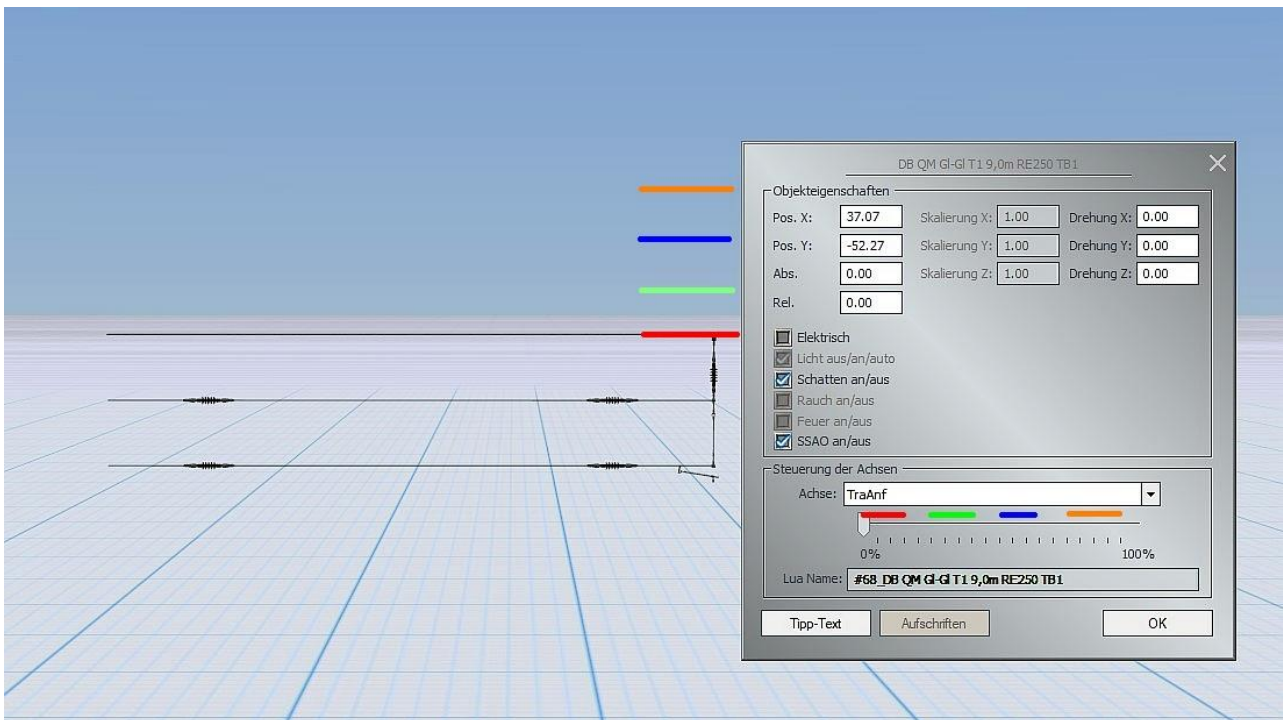 DB QM Gl-Gl T1 9,0m RE250 TB1
Objekteigenschaften
Pos. X: 37.07 Skalierung X: 1.00 Drehung X: 0.00
Pos. Y: -52.27 Skalierung Y: 1.00 Drehung Y: 0.00
Abs. 0.00 Skalierung Z: 1.00 Drehung Z: 0.00
Rel. 0.00
Elektrisch
Licht aus/an/auto
Schatten an/aus
Rauch an/aus
Feuer an/aus
SSAO an/aus
Steuerung der Achsen
Achse: TraAnf
0% 100%
Lua Name: #68_DB QM Gl-Gl T1 9,0m RE250 TB1
Tipp-Text Aufschriften OK